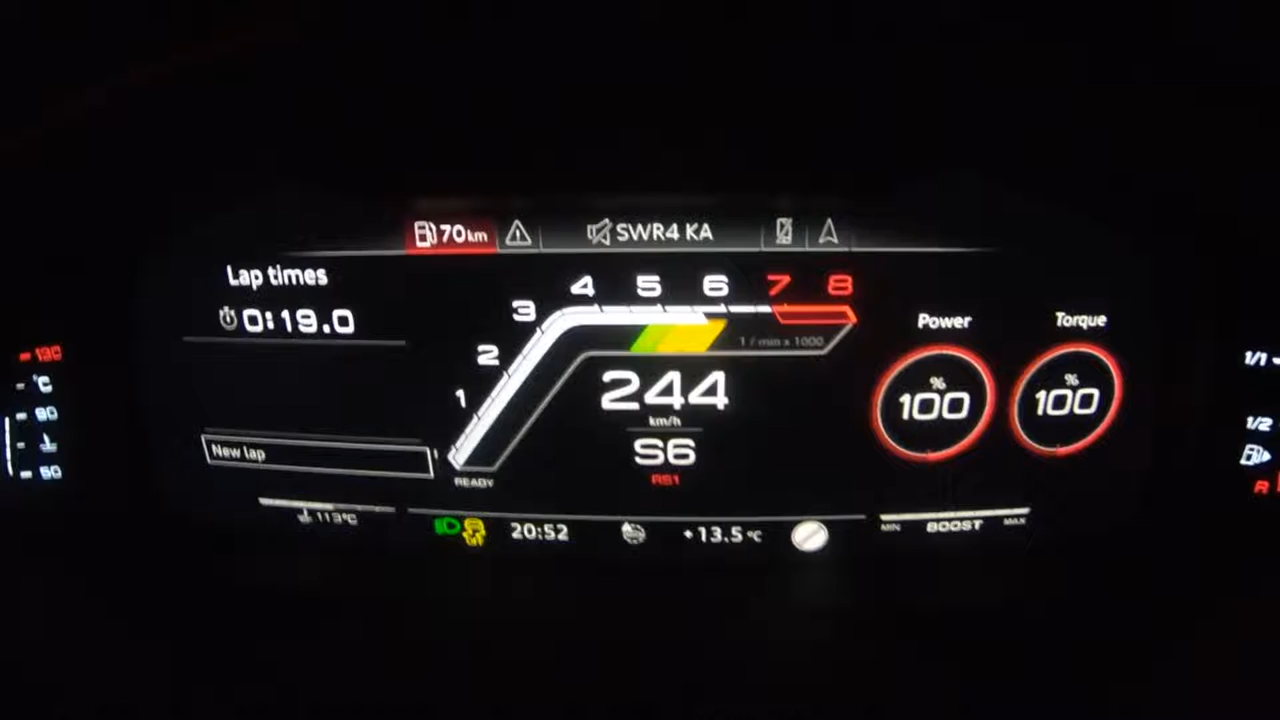 70km
SWR4 KA
Lap times
0:19.0
1 2 3 4 5 6 7 8
1 / min x 1000
130
°C
90
50
244
km/h
S6
RS1
Power
%
100
Torque
%
100
1/1
1/2
R
New lap
READY
113°C
OFF
20:52
+13.5°C
MIN BOOST MAX